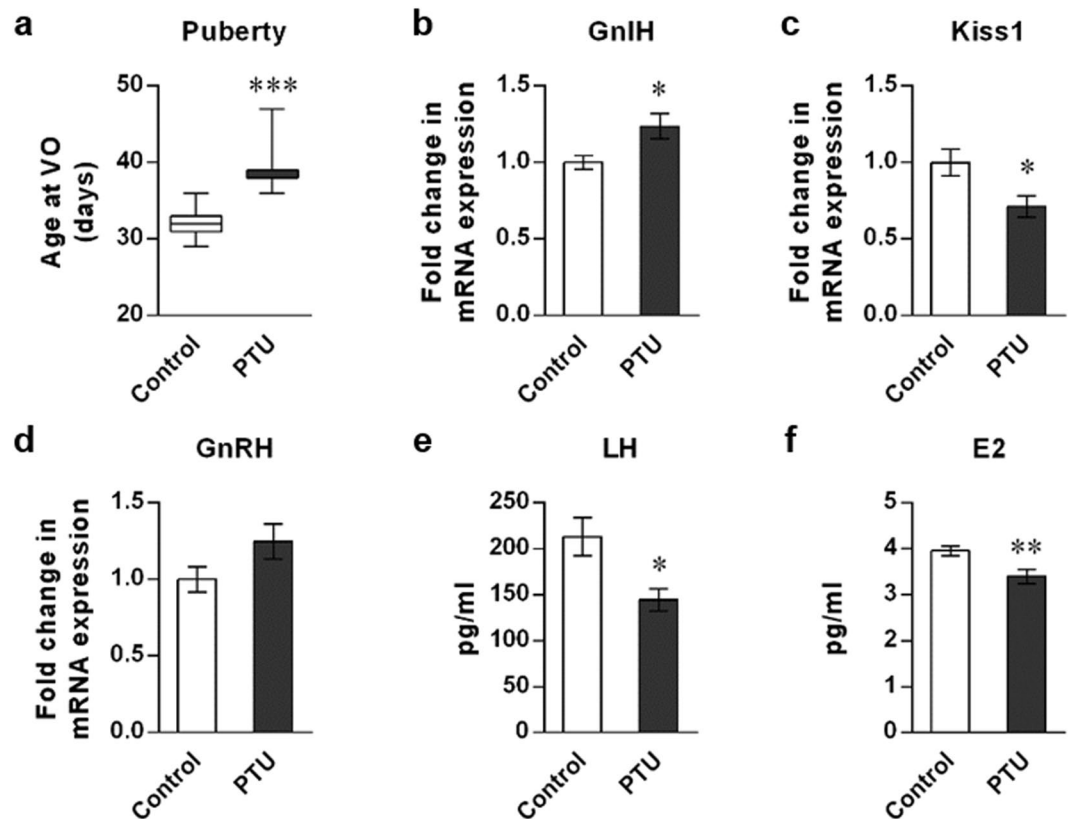 a Puberty
Age at VO
(days)
50
***
40
30
20
Control PTU
b GnIH
Fold change in
mRNA expression
1.5
*
1.0
0.5
0.0
Control PTU
c Kiss1
Fold change in
mRNA expression
1.5
1.0
*
0.5
0.0
Control PTU
d GnRH
Fold change in
mRNA expression
1.5
1.0
0.5
0.0
Control PTU
e LH
pg/ml
250
200
*
150
100
50
0
Control PTU
f E2
pg/ml
5
**
4
3
2
1
0
Control PTU